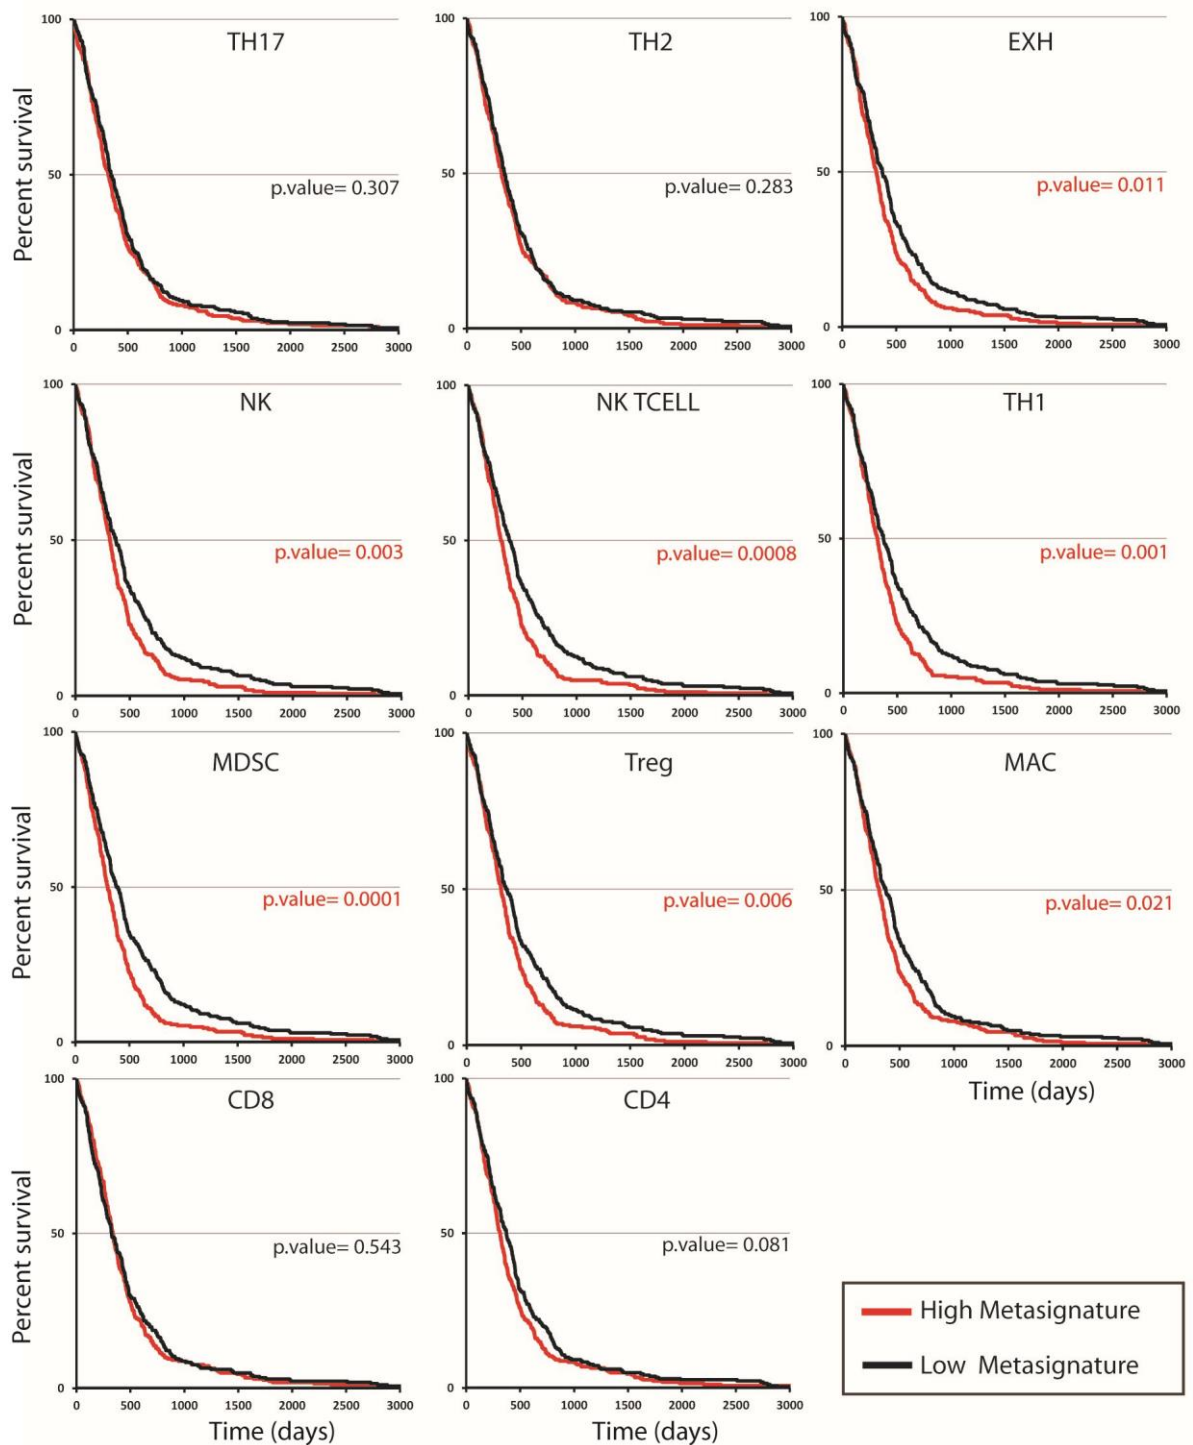 TH17
TH2
EXH
Percent survival
100
50
0
p.value= 0.307
0 500 1000 1500 2000 2500 3000
100
50
0
p.value= 0.283
0 500 1000 1500 2000 2500 3000
100
50
0
p.value= 0.011
0 500 1000 1500 2000 2500 3000
NK
NK TCELL
TH1
Percent survival
100
50
0
p.value= 0.003
0 500 1000 1500 2000 2500 3000
100
50
0
p.value= 0.0008
0 500 1000 1500 2000 2500 3000
100
50
0
p.value= 0.001
0 500 1000 1500 2000 2500 3000
MDSC
Treg
MAC
Percent survival
100
50
0
p.value= 0.0001
0 500 1000 1500 2000 2500 3000
100
50
0
p.value= 0.006
0 500 1000 1500 2000 2500 3000
100
50
0
p.value= 0.021
0 500 1000 1500 2000 2500 3000
Time (days)
CD8
CD4
Percent survival
100
50
0
p.value= 0.543
0 500 1000 1500 2000 2500 3000
Time (days)
100
50
0
p.value= 0.081
0 500 1000 1500 2000 2500 3000
Time (days)
High Metasignature
Low Metasignature